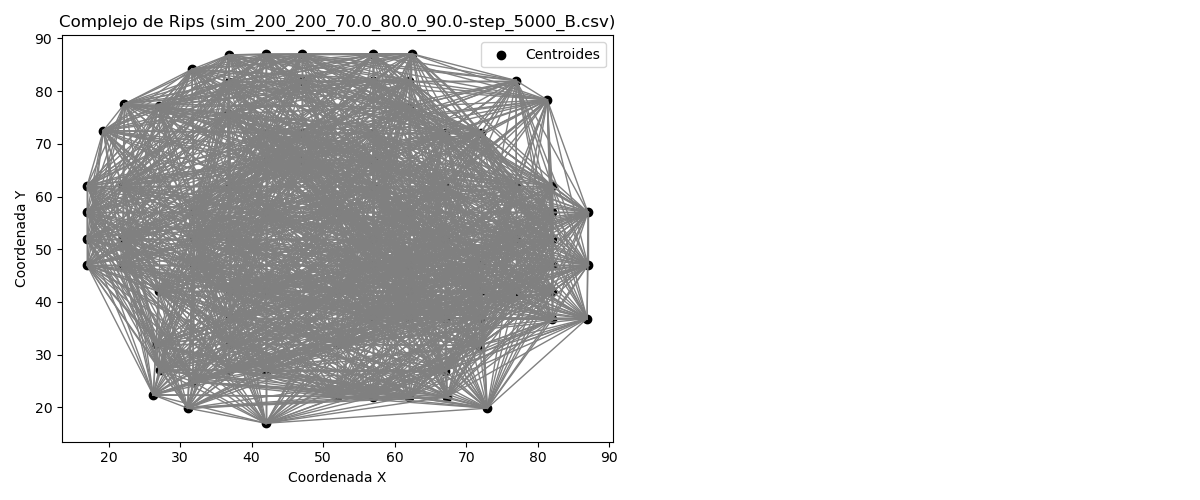 Complejo de Rips (sim_200_200_70.0_80.0_90.0-step_5000_B.csv)
Centroides
Coordenada Y
90
80
70
60
50
40
30
20
20 30 40 50 60 70 80 90
Coordenada X